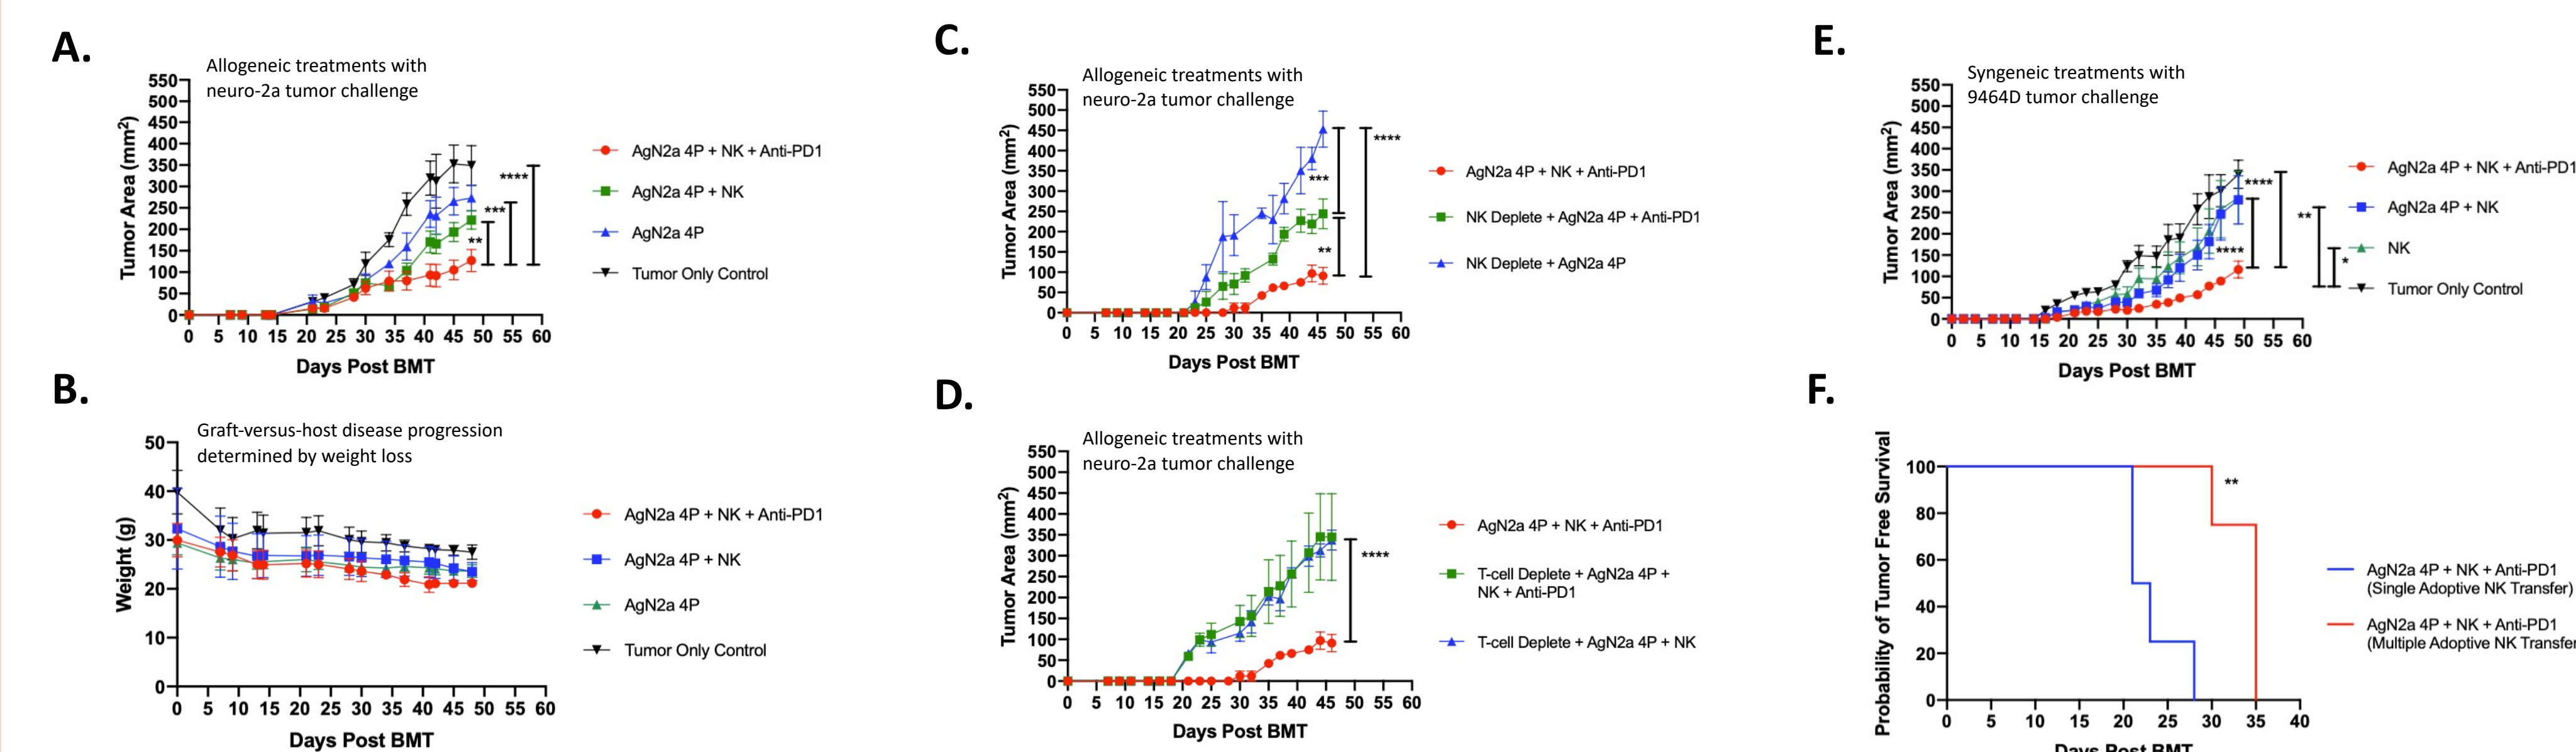 A.
Allogeneic treatments with
neuro-2a tumor challenge
Tumor Area (mm²)
550
500
450
400
350
300
250
200
150
100
50
0
0 5 10 15 20 25 30 35 40 45 50 55 60
Days Post BMT
**
***
****
AgN2a 4P + NK + Anti-PD1
AgN2a 4P + NK
AgN2a 4P
Tumor Only Control
B.
Graft-versus-host disease progression
determined by weight loss
Weight (g)
50
40
30
20
10
0
0 5 10 15 20 25 30 35 40 45 50 55 60
Days Post BMT
AgN2a 4P + NK + Anti-PD1
AgN2a 4P + NK
AgN2a 4P
Tumor Only Control
C.
Allogeneic treatments with
neuro-2a tumor challenge
Tumor Area (mm²)
550
500
450
400
350
300
250
200
150
100
50
0
0 5 10 15 20 25 30 35 40 45 50 55 60
Days Post BMT
****
***
**
AgN2a 4P + NK + Anti-PD1
NK Deplete + AgN2a 4P + Anti-PD1
NK Deplete + AgN2a 4P
D.
Allogeneic treatments with
neuro-2a tumor challenge
Tumor Area (mm²)
550
500
450
400
350
300
250
200
150
100
50
0
0 5 10 15 20 25 30 35 40 45 50 55 60
Days Post BMT
****
AgN2a 4P + NK + Anti-PD1
T-cell Deplete + AgN2a 4P +
NK + Anti-PD1
T-cell Deplete + AgN2a 4P + NK
E.
Syngeneic treatments with
9464D tumor challenge
Tumor Area (mm²)
550
500
450
400
350
300
250
200
150
100
50
0
0 5 10 15 20 25 30 35 40 45 50 55 60
Days Post BMT
****
****
**
*
AgN2a 4P + NK + Anti-PD1
AgN2a 4P + NK
NK
Tumor Only Control
F.
Probability of Tumor Free Survival
100
80
60
40
20
0
0 5 10 15 20 25 30 35 40
Days Post BMT
**
AgN2a 4P + NK + Anti-PD1
(Single Adoptive NK Transfer)
AgN2a 4P + NK + Anti-PD1
(Multiple Adoptive NK Transfer